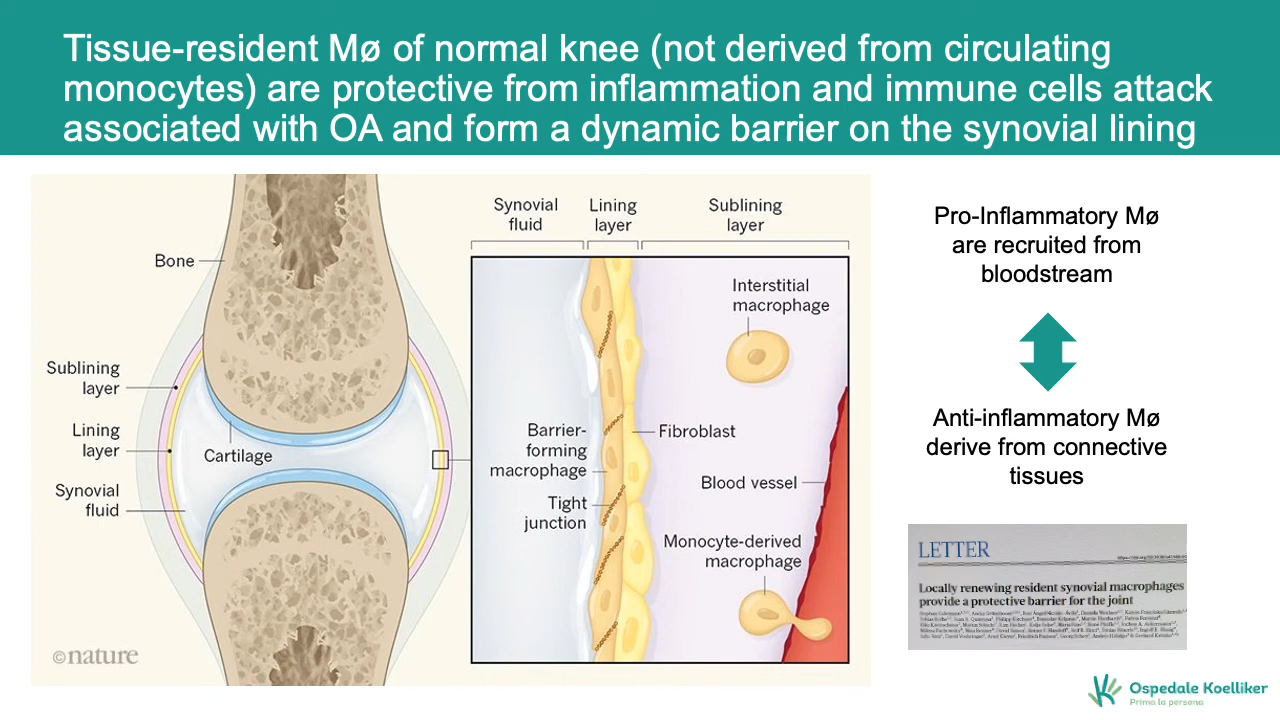 Tissue-resident Mø of normal knee (not derived from circulating
monocytes) are protective from inflammation and immune cells attack
associated with OA and form a dynamic barrier on the synovial lining
Bone
Sublining
layer
Lining
layer
Synovial
fluid
Cartilage
©nature
Synovial
fluid
Lining
layer
Sublining
layer
Interstitial
macrophage
Barrier-
forming
macrophage
Fibroblast
Tight
junction
Blood vessel
Monocyte-derived
macrophage
Pro-Inflammatory Mø
are recruited from
bloodstream
Anti-inflammatory Mø
derive from connective
tissues
LETTER
Locally renewing resident synovial macrophages
provide a protective barrier for the joint
Ospedale Koelliker
Prima la persona